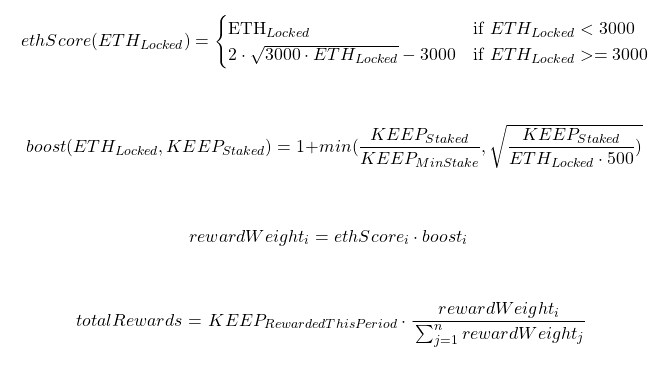 ethScore(ETH_{Locked}) = \begin{cases} \text{ETH}_{Locked} & \text{if } ETH_{Locked} < 3000 \\ 2 \cdot \sqrt{3000 \cdot ETH_{Locked}} - 3000 & \text{if } ETH_{Locked} >= 3000 \end{cases}
boost(ETH_{Locked}, KEEP_{Staked}) = 1 + min(\frac{KEEP_{Staked}}{KEEP_{MinStake}}, \sqrt{\frac{KEEP_{Staked}}{ETH_{Locked} \cdot 500}})
rewardWeight_i = ethScore_i \cdot boost_i
totalRewards = KEEP_{RewardedThisPeriod} \cdot \frac{rewardWeight_i}{\sum_{j=1}^{n} rewardWeight_j}